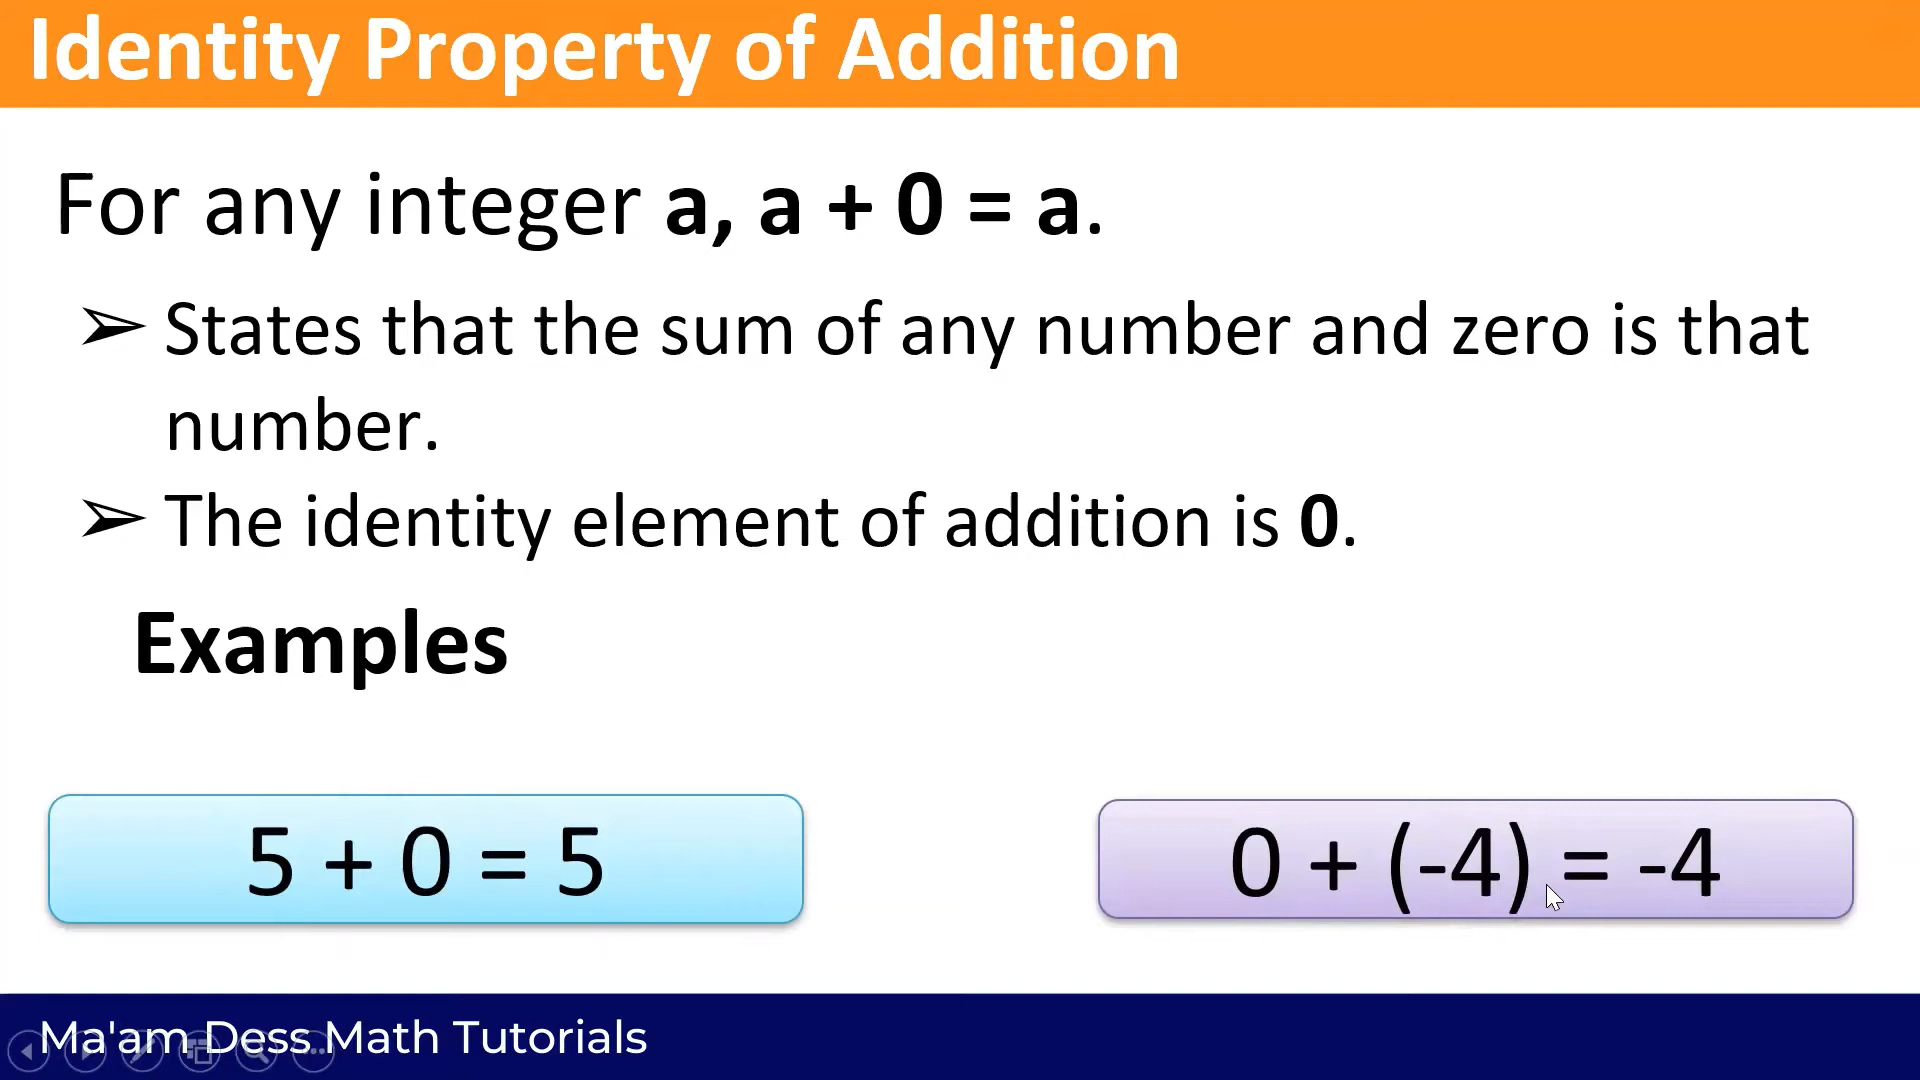 Identity Property of Addition
For any integer a, a + 0 = a.
➢ States that the sum of any number and zero is that
number.
➢ The identity element of addition is 0.
Examples
5 + 0 = 5
0 + (-4) = -4
Ma'am Dess Math Tutorials